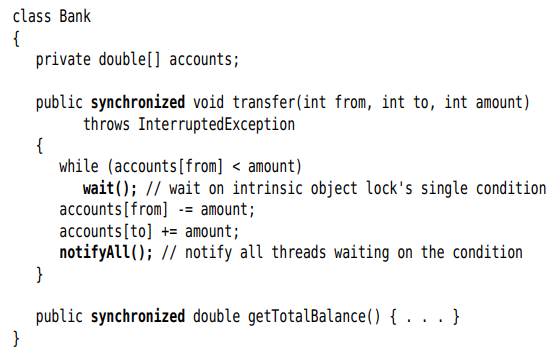 class Bank
{
   private double[] accounts;

   public synchronized void transfer(int from, int to, int amount)
         throws InterruptedException
   {
      while (accounts[from] < amount)
         wait(); // wait on intrinsic object lock's single condition
      accounts[from] -= amount;
      accounts[to] += amount;
      notifyAll(); // notify all threads waiting on the condition
   }

   public synchronized double getTotalBalance() { . . . }
}